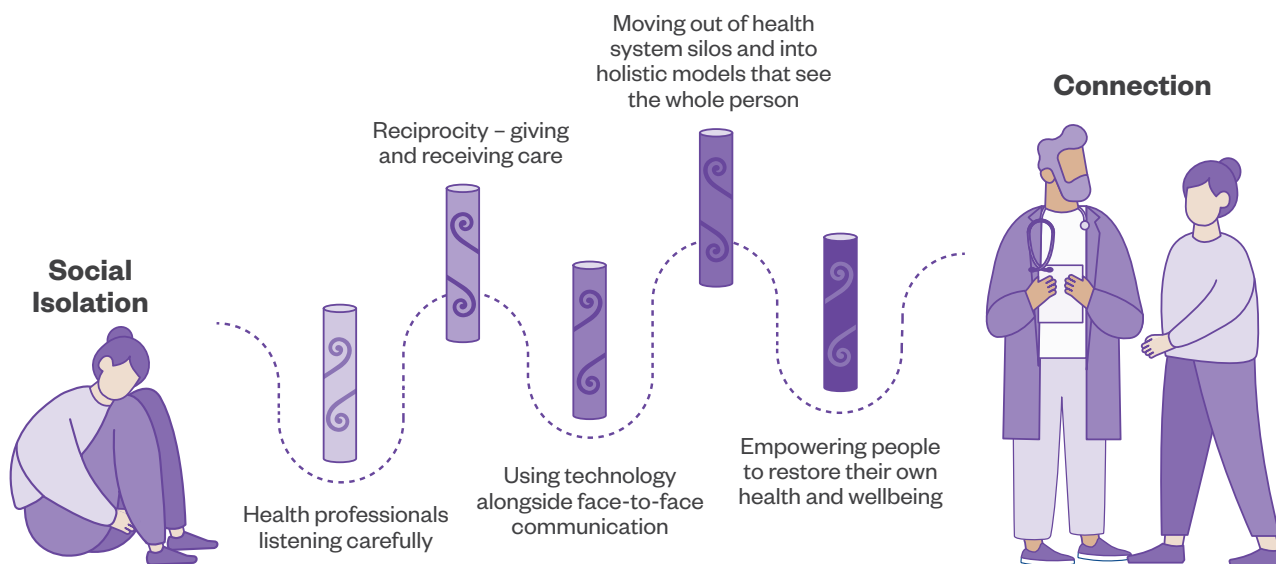 Social
Isolation
Health professionals
listening carefully
Reciprocity – giving
and receiving care
Using technology
alongside face-to-face
communication
Moving out of health
system silos and into
holistic models that see
the whole person
Empowering people
to restore their own
health and wellbeing
Connection